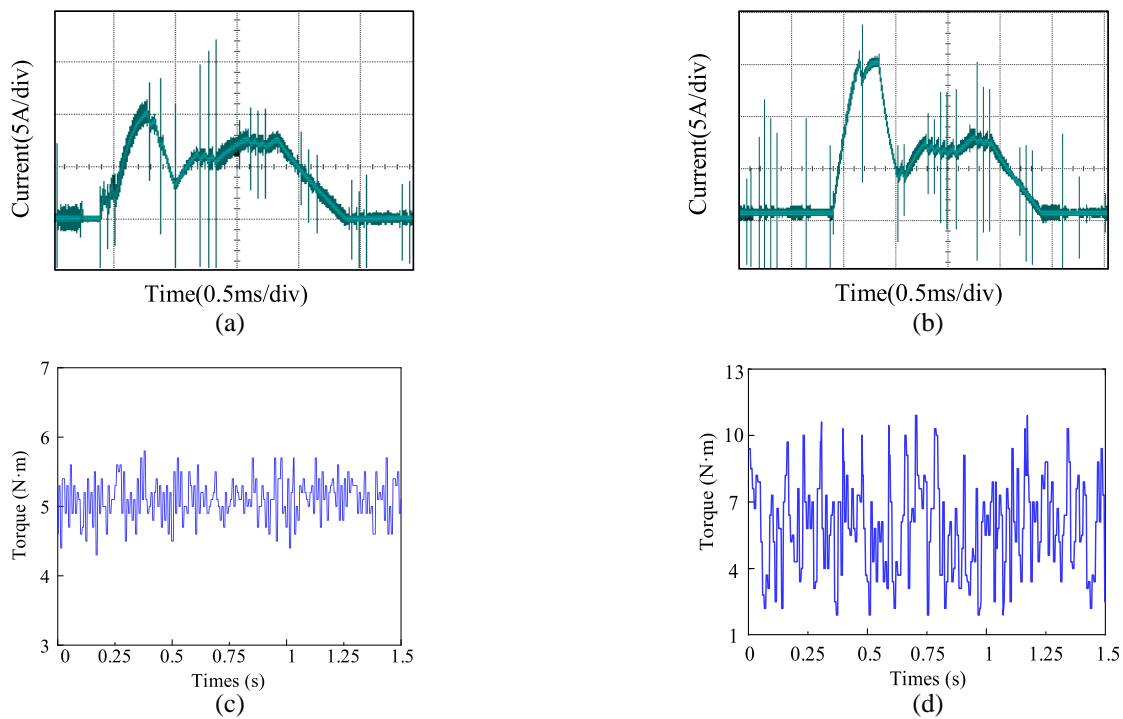 Current(5A/div)
Time(0.5ms/div)
(a)
Current(5A/div)
Time(0.5ms/div)
(b)
Torque (N·m)
7
6
5
4
3
0 0.25 0.5 0.75 1 1.25 1.5
Times (s)
(c)
Torque (N·m)
13
10
7
4
1
0 0.25 0.5 0.75 1 1.25 1.5
Times (s)
(d)